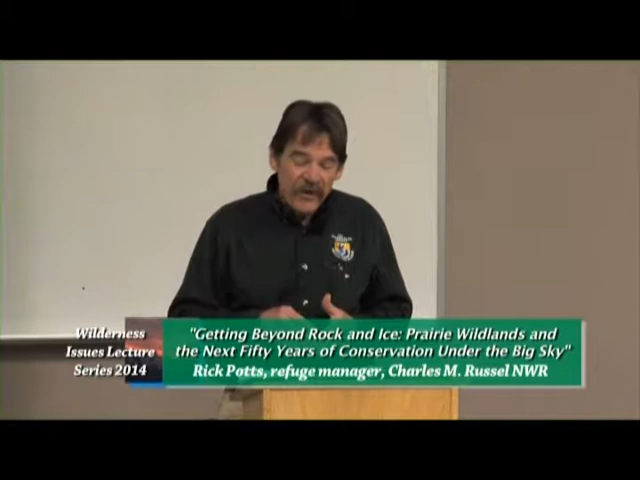 Wilderness
Issues Lecture
Series 2014
"Getting Beyond Rock and Ice: Prairie Wildlands and
the Next Fifty Years of Conservation Under the Big Sky"
Rick Potts, refuge manager, Charles M. Russel NWR